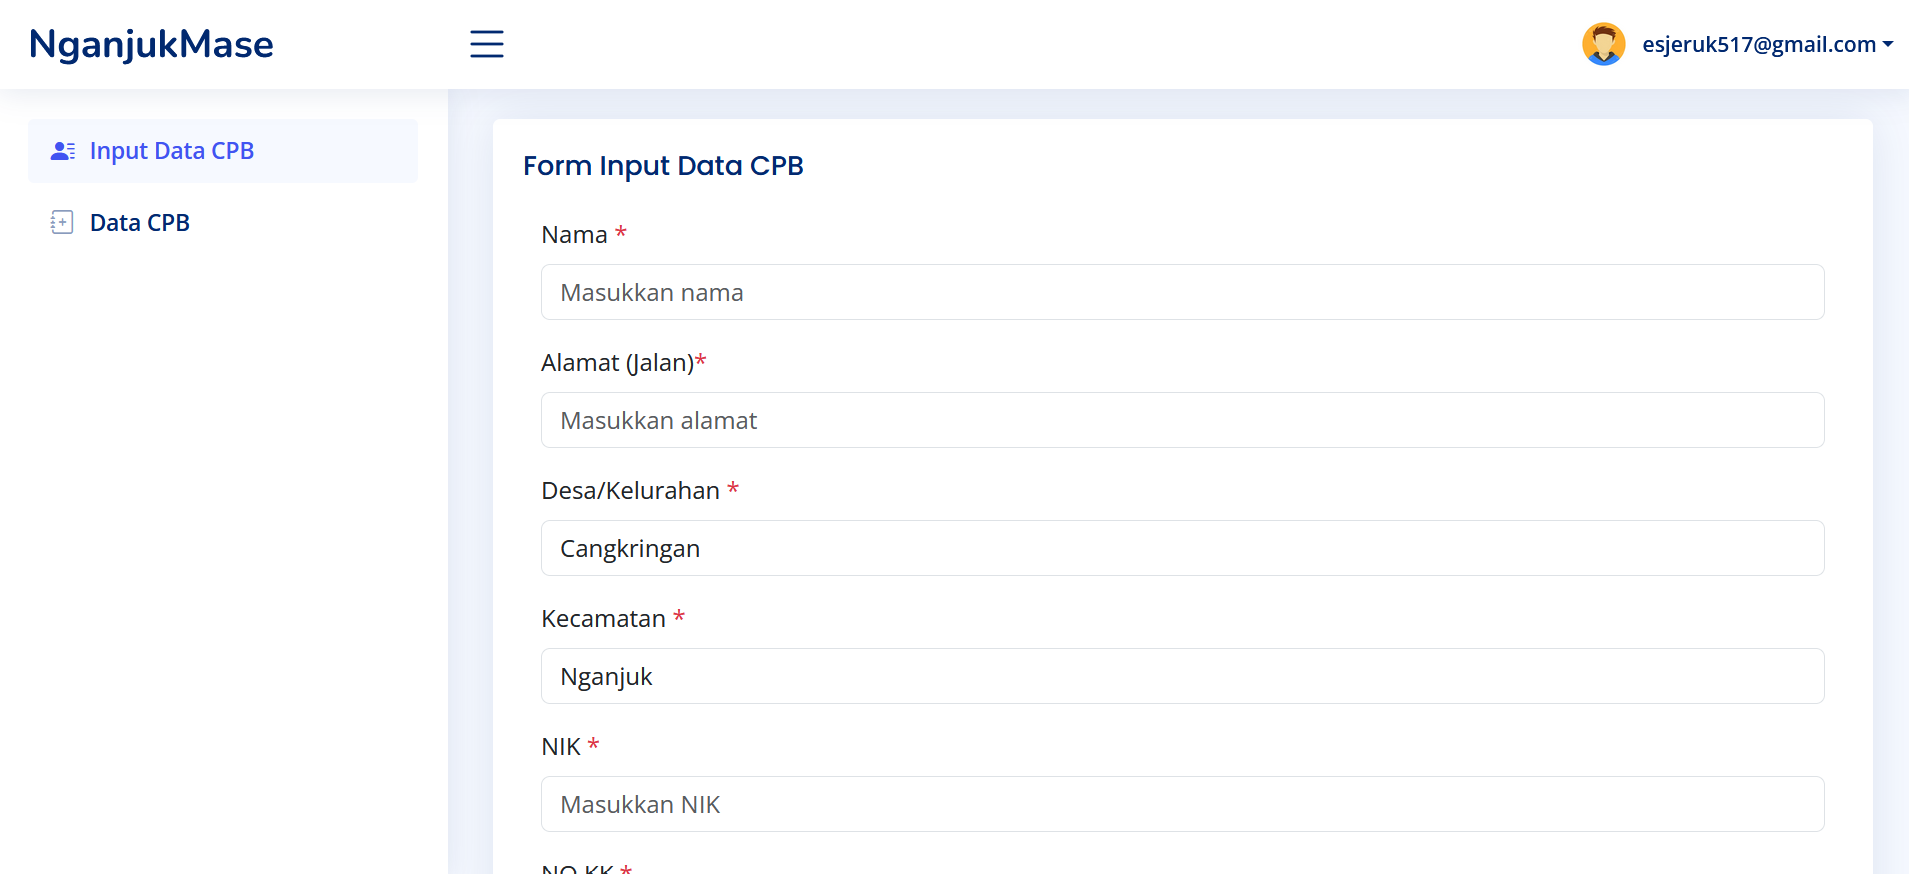 NganjukMase
esjeruk517@gmail.com
Input Data CPB
Data CPB
Form Input Data CPB
Nama *
Masukkan nama
Alamat (Jalan)*
Masukkan alamat
Desa/Kelurahan *
Cangkringan
Kecamatan *
Nganjuk
NIK *
Masukkan NIK
NO KK *